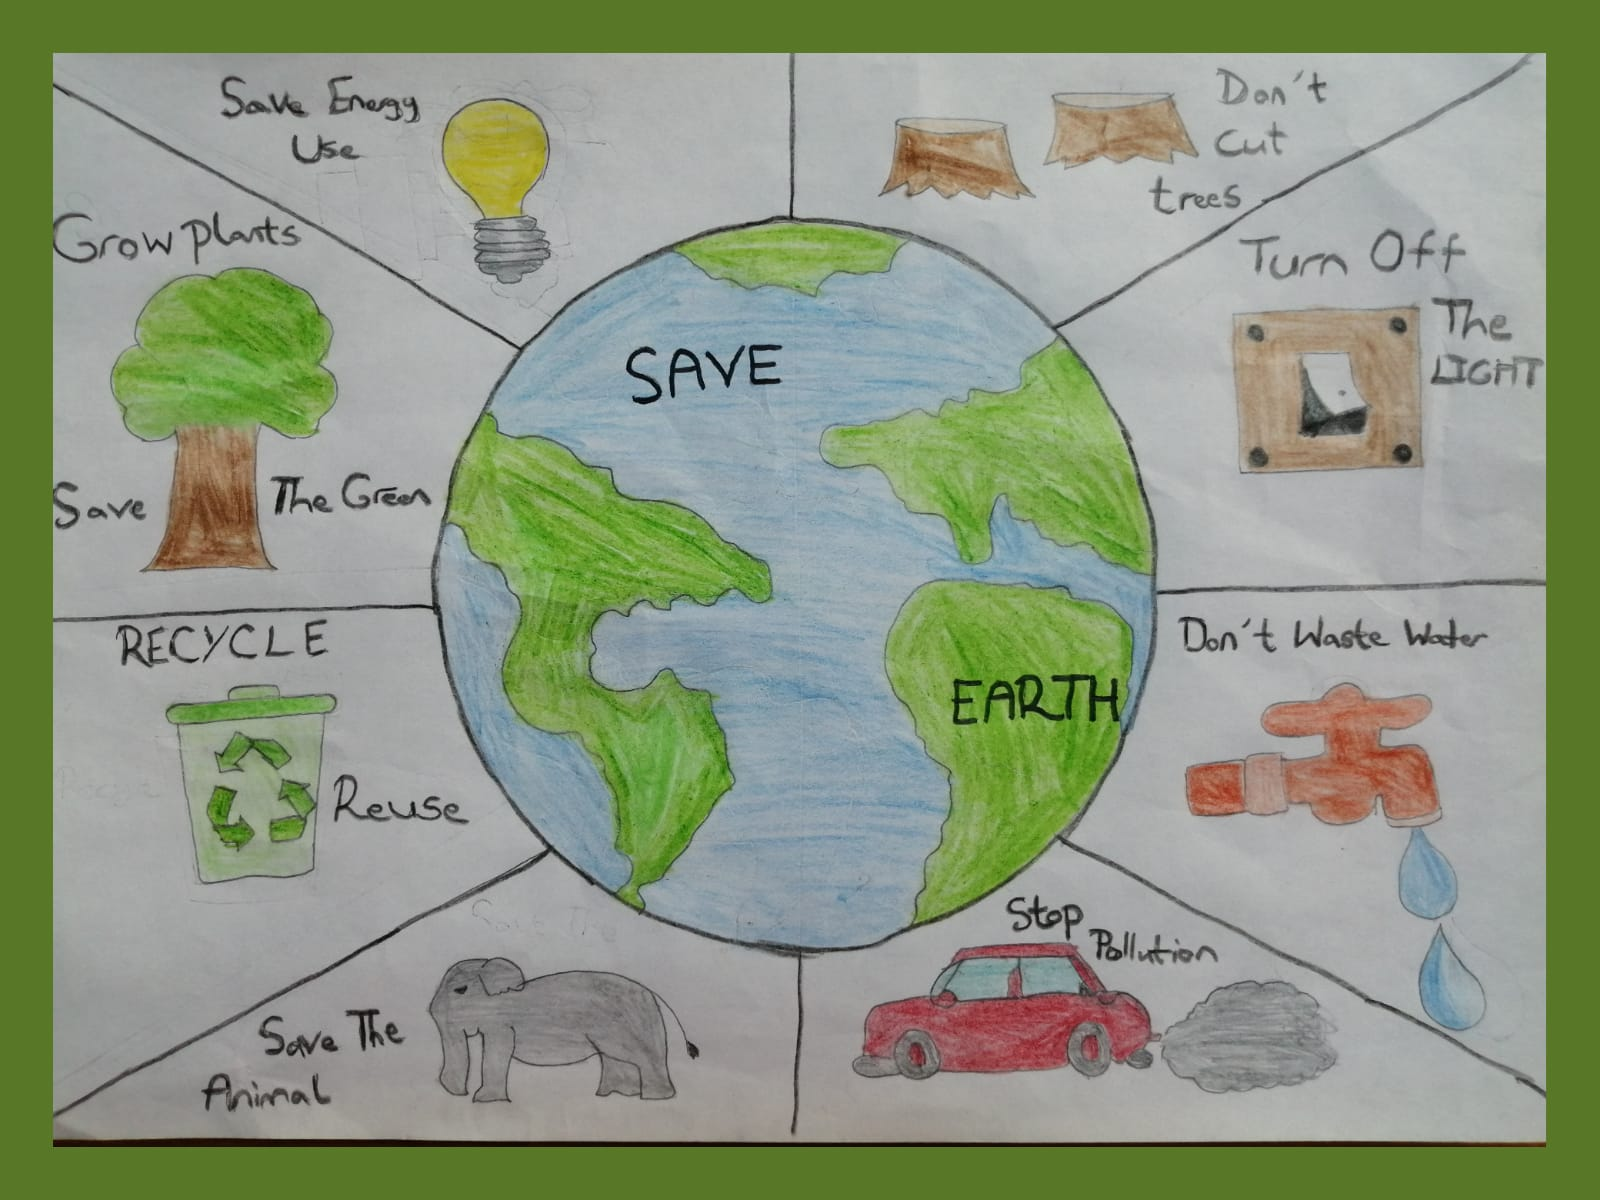 Save Energy
Use
Don't
Cut
trees
Grow plants
Save The Green
Turn Off
The
LIGHT
SAVE
EARTH
RECYCLE
Reuse
Don't Waste Water
Save The
Animal
Stop
Pollution